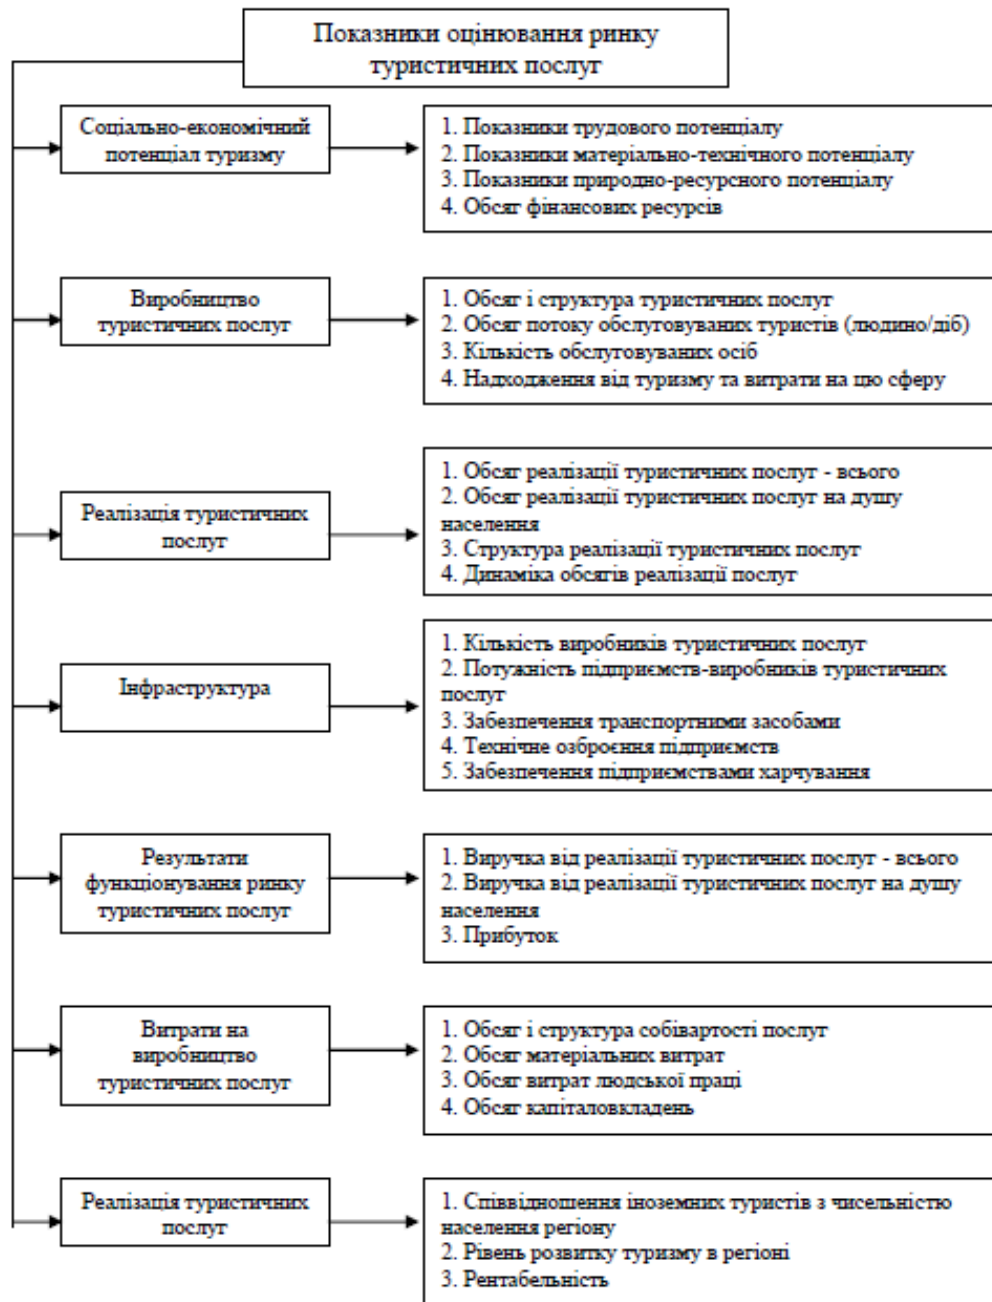 Показники оцінювання ринку
туристичних послуг
Соціально-економічний
потенціал туризму
1. Показники трудового потенціалу
2. Показники матеріально-технічного потенціалу
3. Показники природно-ресурсного потенціалу
4. Обсяг фінансових ресурсів
Виробництво
туристичних послуг
1. Обсяг і структура туристичних послуг
2. Обсяг потоку обслуговуваних туристів (людино/діб)
3. Кількість обслуговуваних осіб
4. Надходження від туризму та витрати на цю сферу
Реалізація туристичних
послуг
1. Обсяг реалізації туристичних послуг - всього
2. Обсяг реалізації туристичних послуг на душу
населення
3. Структура реалізації туристичних послуг
4. Динаміка обсягів реалізації послуг
Інфраструктура
1. Кількість виробників туристичних послуг
2. Потужність підприємств-виробників туристичних
послуг
3. Забезпечення транспортними засобами
4. Технічне озброєння підприємств
5. Забезпечення підприємствами харчування
Результати
функціонування ринку
туристичних послуг
1. Виручка від реалізації туристичних послуг - всього
2. Виручка від реалізації туристичних послуг на душу
населення
3. Прибуток
Витрати на
виробництво
туристичних послуг
1. Обсяг і структура собівартості послуг
2. Обсяг матеріальних витрат
3. Обсяг витрат людської праці
4. Обсяг капіталовкладень
Реалізація туристичних
послуг
1. Співвідношення іноземних туристів з чисельністю
населення регіону
2. Рівень розвитку туризму в регіоні
3. Рентабельність